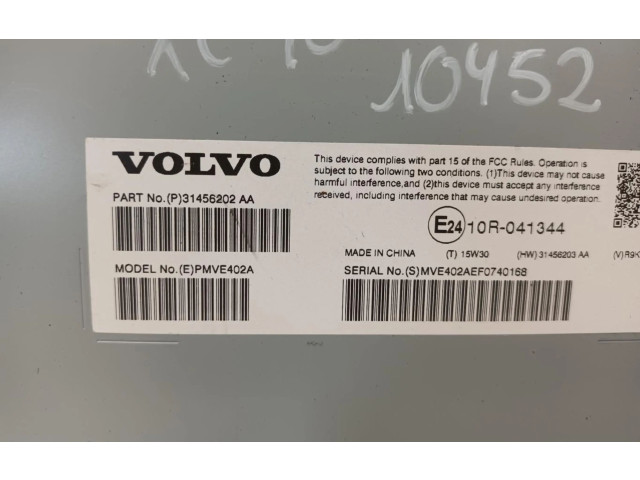 10452
VOLVO
This device complies with part 15 of the FCC Rules. Operation is
subject to the following two conditions. (1)This device may not cause
harmful interference,and (2)this device must accept any interference
received, including interference that may cause undesired operation.
PART No.(P)31456202 AA
E24 10R-041344
MADE IN CHINA (T) 15W30 (HW) 31456203 AA
MODEL No.(E)PMVE402A
SERIAL No.(S)MVE402AEF0740168